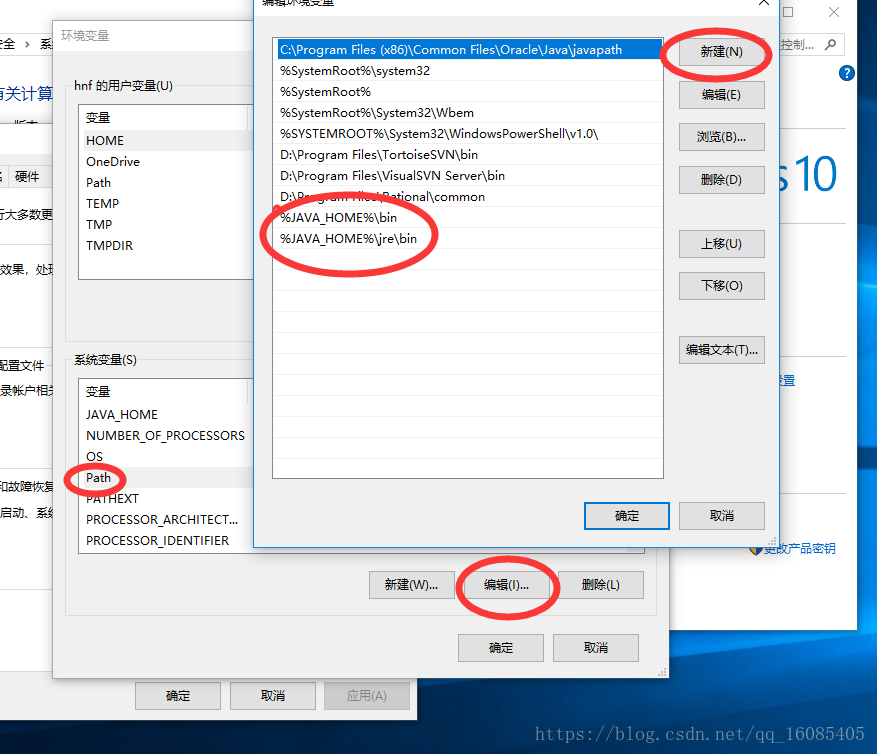 编辑环境变量
环境变量
安全
控制...
有关计算
版本
hnf 的用户变量(U)
变量
HOME
OneDrive
Path
TEMP
TMP
TMPDIR
硬件
行大多数更
效果，处理
配置文件
录帐户相关
和故障恢复
启动、系统
系统变量(S)
变量
JAVA_HOME
NUMBER_OF_PROCESSORS
OS
Path
PATHEXT
PROCESSOR_ARCHITECT...
PROCESSOR_IDENTIFIER
新建(W)...
编辑(I)...
删除(L)
确定
取消
确定
取消
应用(A)
C:\Program Files (x86)\Common Files\Oracle\Java\javapath
%SystemRoot%\system32
%SystemRoot%
%SystemRoot%\System32\Wbem
%SYSTEMROOT%\System32\WindowsPowerShell\v1.0\
D:\Program Files\TortoiseSVN\bin
D:\Program Files\VisualSVN Server\bin
D:\Program Files\Rational\common
%JAVA_HOME%\bin
%JAVA_HOME%\jre\bin
新建(N)
编辑(E)
浏览(B)...
删除(D)
上移(U)
下移(O)
编辑文本(T)...
确定
取消
s 10
设置
更改产品密钥
https://blog.csdn.net/qq_16085405